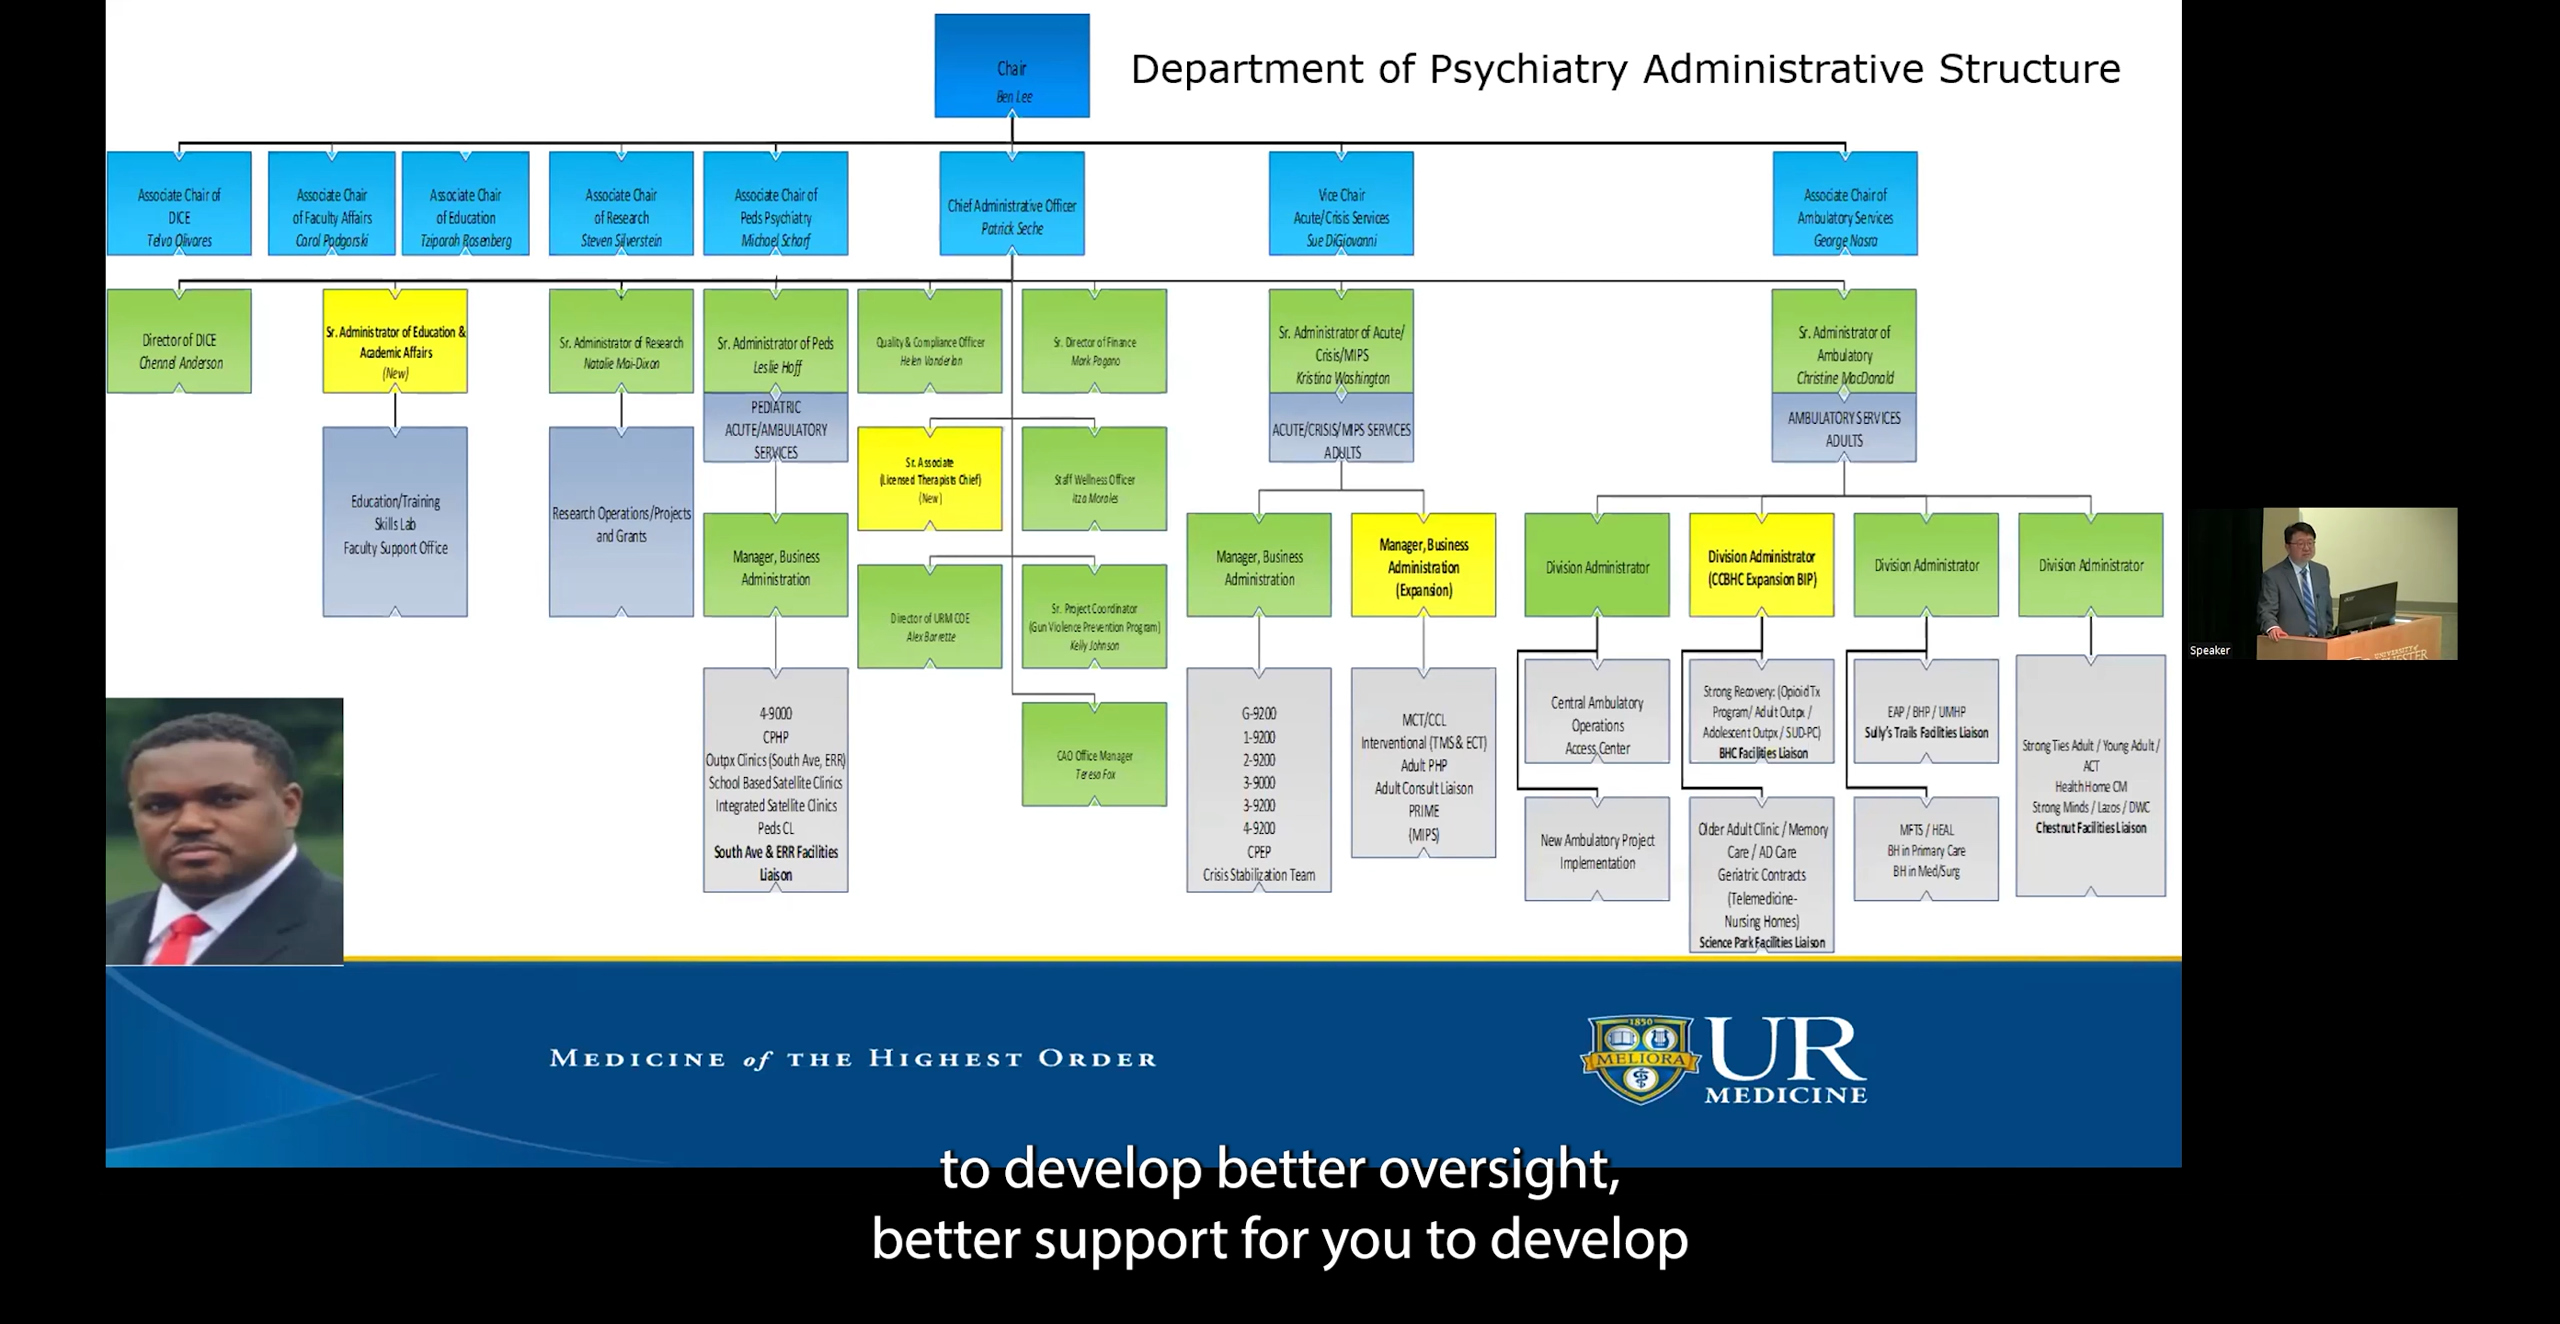 Department of Psychiatry Administrative Structure
Chair
Ben Lee
Associate Chair of
DICE
Telva Olivares
Associate Chair
of Faculty Affairs
Carol Podgorski
Associate Chair
of Education
Tziporah Rosenberg
Associate Chair
of Research
Steven Silverstein
Associate Chair of
Peds Psychiatry
Michael Scharf
Chief Administrative Officer
Patrick Seche
Vice Chair
Acute/Crisis Services
Sue DiGiovanni
Associate Chair of
Ambulatory Services
George Nasra
Director of DICE
Chennel Anderson
Sr. Administrator of Education &
Academic Affairs
(New)
Sr. Administrator of Research
Natalie Mai-Dixon
Sr. Administrator of Peds
Leslie Hoff
Quality & Compliance Officer
Helen Vanderlan
Sr. Director of Finance
Mark Pagano
Sr. Administrator of Acute/
Crisis/MIPS
Kristina Washington
Sr. Administrator of
Ambulatory
Christine MacDonald
PEDIATRIC
ACUTE/AMBULATORY
SERVICES
ACUTE/CRISIS/MIPS SERVICES
ADULTS
AMBULATORY SERVICES
ADULTS
Education/Training
Skills Lab
Faculty Support Office
Research Operations/Projects
and Grants
Sr. Associate
(Licensed Therapists Chief)
(New)
Staff Wellness Officer
Itza Morales
Manager, Business
Administration
Director of URM COE
Alex Barrette
Sr. Project Coordinator
(Gun Violence Prevention Program)
Kelly Johnson
Manager, Business
Administration
Manager, Business
Administration
(Expansion)
Division Administrator
Division Administrator
(CCBHC Expansion BIP)
Division Administrator
Division Administrator
4-9000
CPHP
Outpx Clinics (South Ave, ERR)
School Based Satellite Clinics
Integrated Satellite Clinics
Peds CL
South Ave & ERR Facilities
Liaison
CAO Office Manager
Teresa Fox
G-9200
1-9200
2-9200
3-9000
3-9200
4-9200
CPEP
Crisis Stabilization Team
MCT/CCL
Interventional (TMS & ECT)
Adult PHP
Adult Consult Liaison
PRIME
(MIPS)
Central Ambulatory
Operations
Access Center
New Ambulatory Project
Implementation
Strong Recovery: (Opioid Tx
Program/ Adult Outpx /
Adolescent Outpx / SUD-PC)
BHC Facilities Liaison
Older Adult Clinic / Memory
Care / AD Care
Geriatric Contracts
(Telemedicine-
Nursing Homes)
Science Park Facilities Liaison
EAP / BHP / UMHP
Sully's Trails Facilities Liaison
MFTS / HEAL
BH in Primary Care
BH in Med/Surg
Strong Ties Adult / Young Adult /
ACT
Health Home CM
Strong Minds / Lazos / DWC
Chestnut Facilities Liaison
Speaker
MEDICINE of THE HIGHEST ORDER
1850
MELIORA
UR
MEDICINE
to develop better oversight,
better support for you to develop